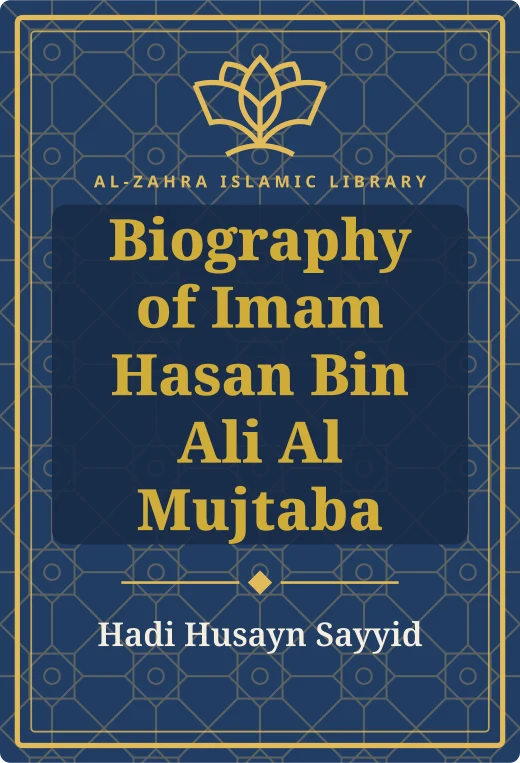 AL-ZAHRA ISLAMIC LIBRARY
Biography
of Imam
Hasan Bin
Ali Al
Mujtaba
Hadi Husayn Sayyid